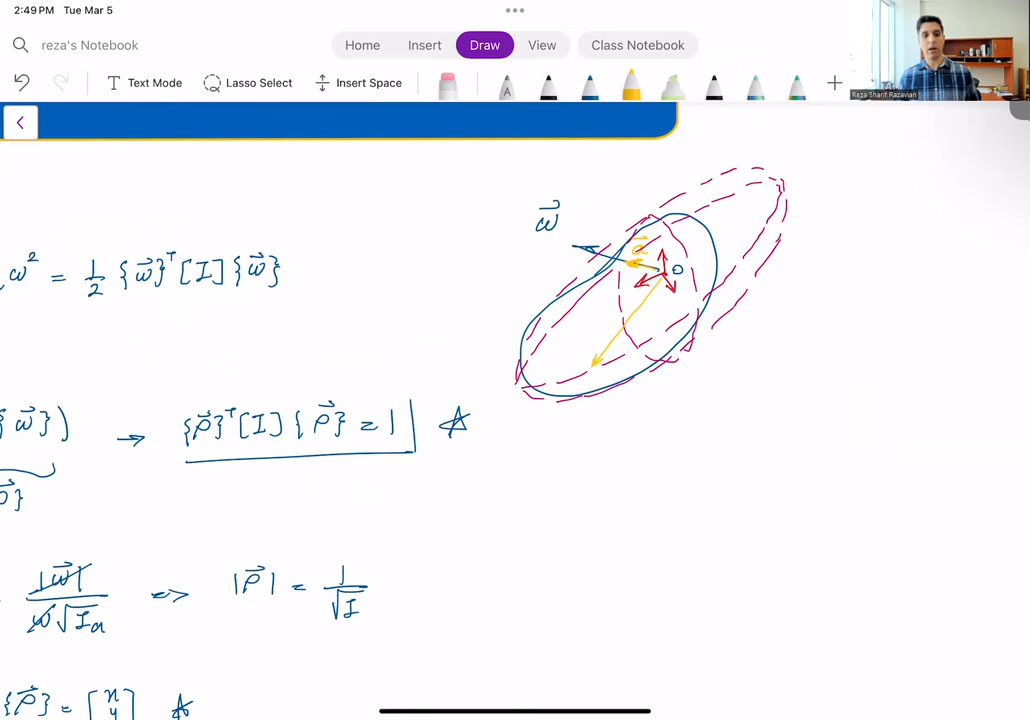 2:49 PM Tue Mar 5
reza's Notebook
Home Insert Draw View Class Notebook
Text Mode Lasso Select Insert Space
Reza Sharif Razavian
ω⃗
a⃗
O
ω² = 1/2 {ω⃗}ᵀ[I]{ω⃗}
{ω⃗}) → {ρ⃗}ᵀ[I]{ρ⃗} = 1 ☆
ρ⃗}
|ω⃗| / ω√Iₐ => |ρ⃗| = 1/√I
{ρ⃗} = [x y] ☆